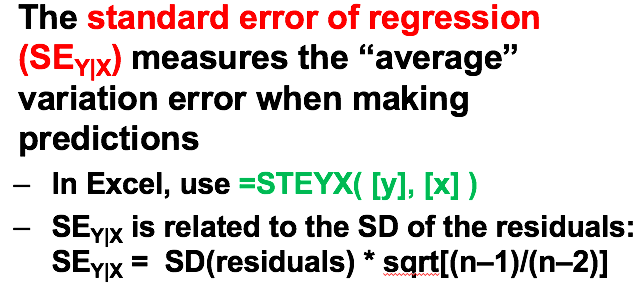 The standard error of regression
(SEY|X) measures the “average”
variation error when making
predictions
– In Excel, use =STEYX( [y], [x] )
– SEY|X is related to the SD of the residuals:
SEY|X = SD(residuals) * sqrt[(n–1)/(n–2)]